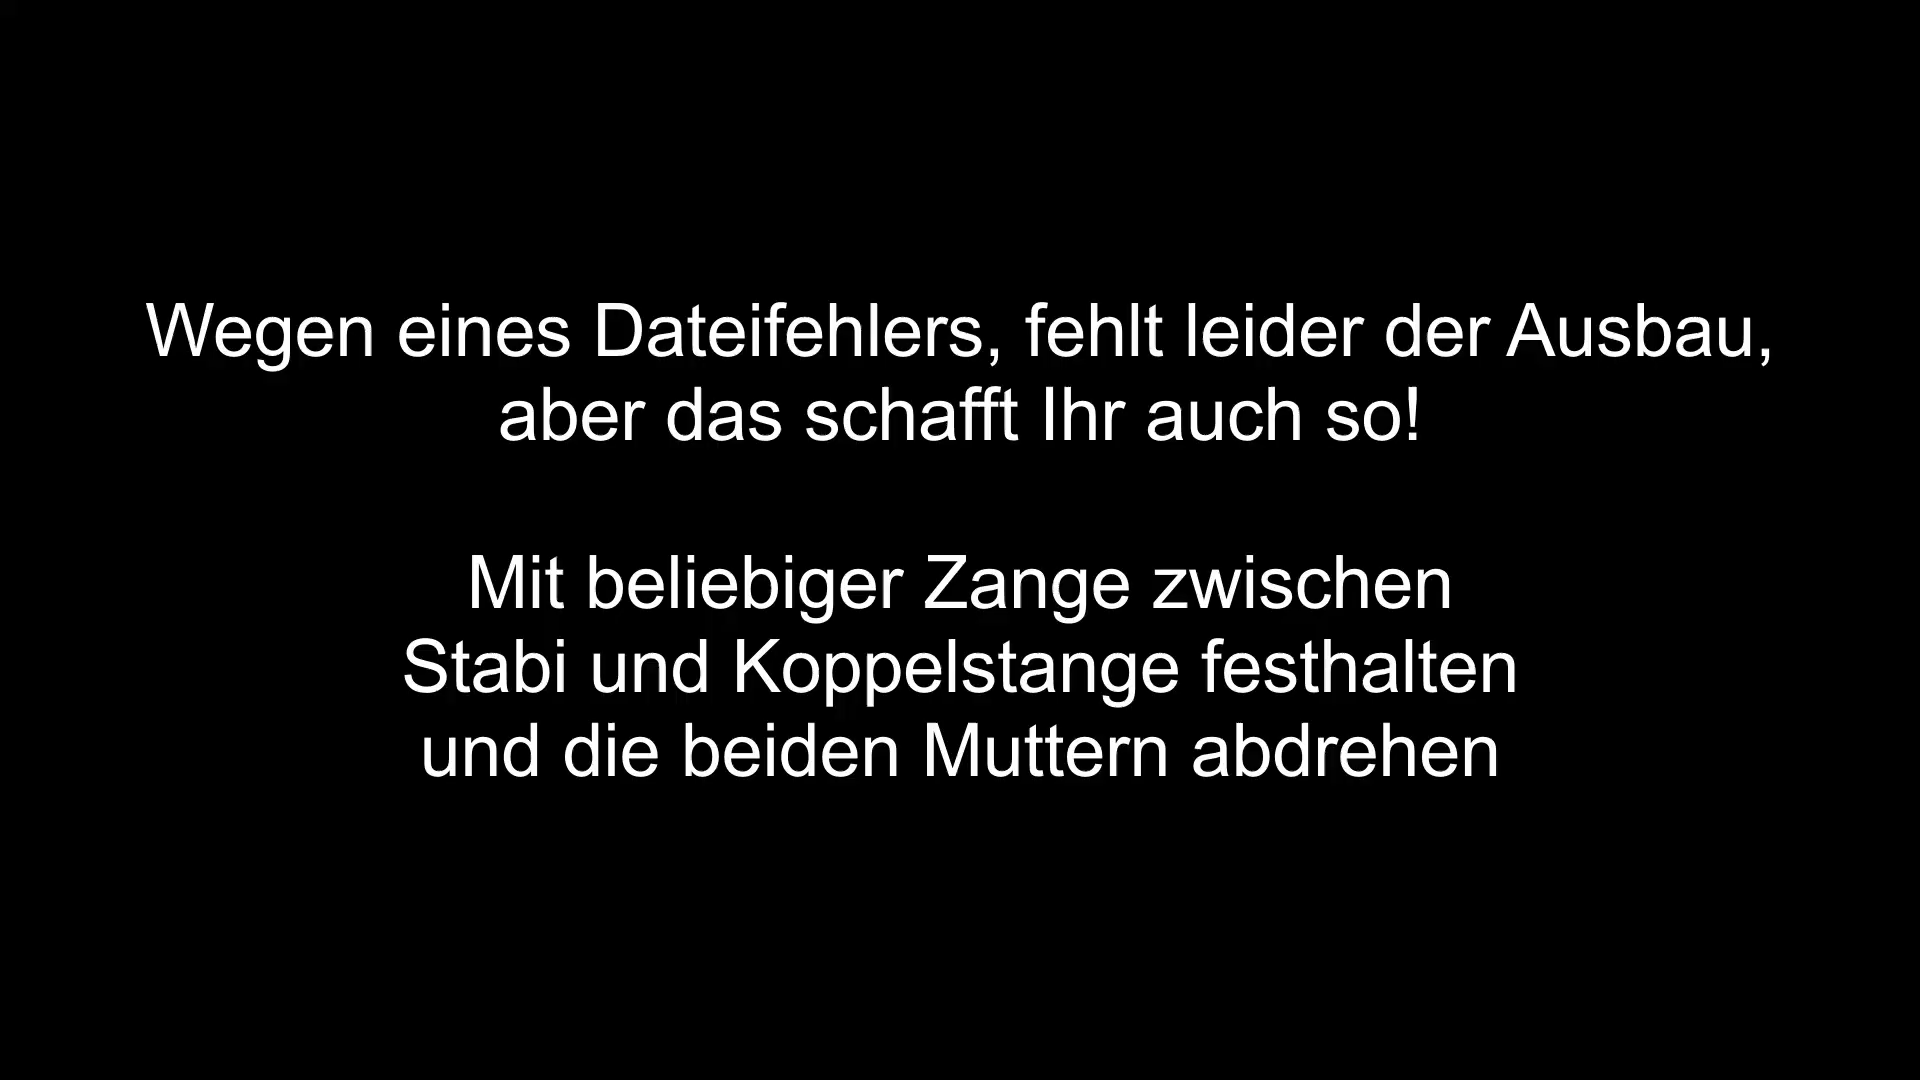 Wegen eines Dateifehlers, fehlt leider der Ausbau,
aber das schafft Ihr auch so!
Mit beliebiger Zange zwischen
Stabi und Koppelstange festhalten
und die beiden Muttern abdrehen